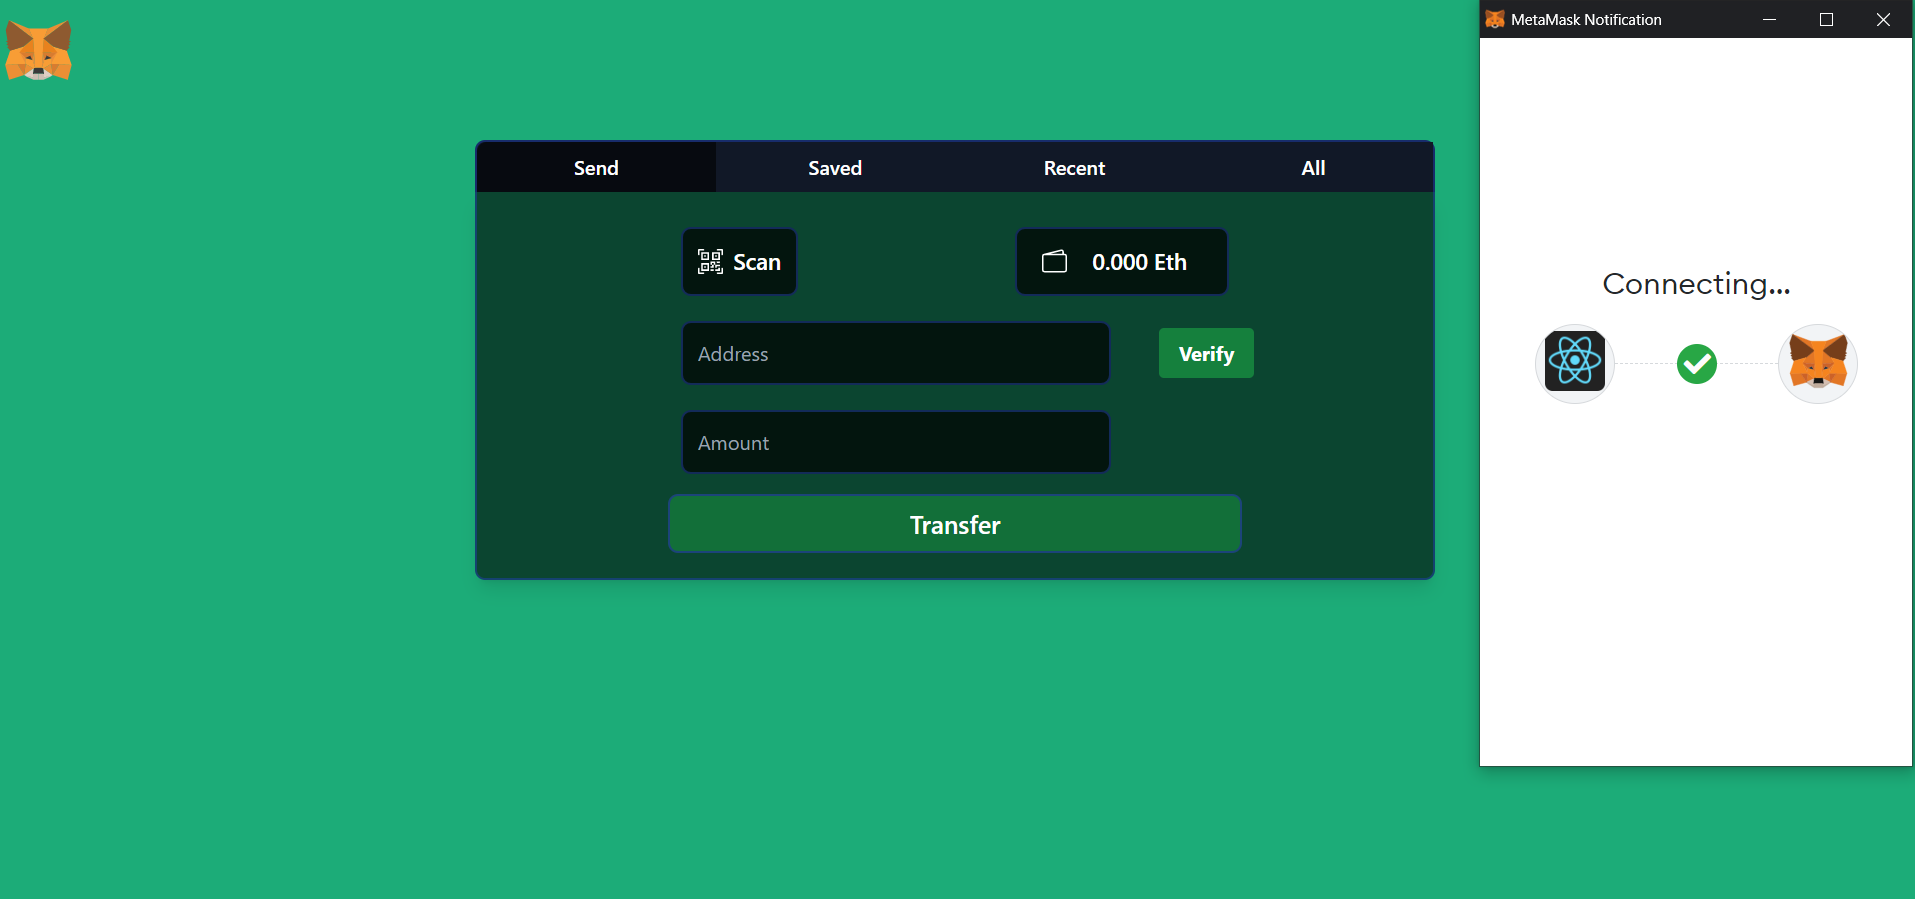 MetaMask Notification
Send Saved Recent All
Scan 0.000 Eth
Address Verify
Amount
Transfer
Connecting...